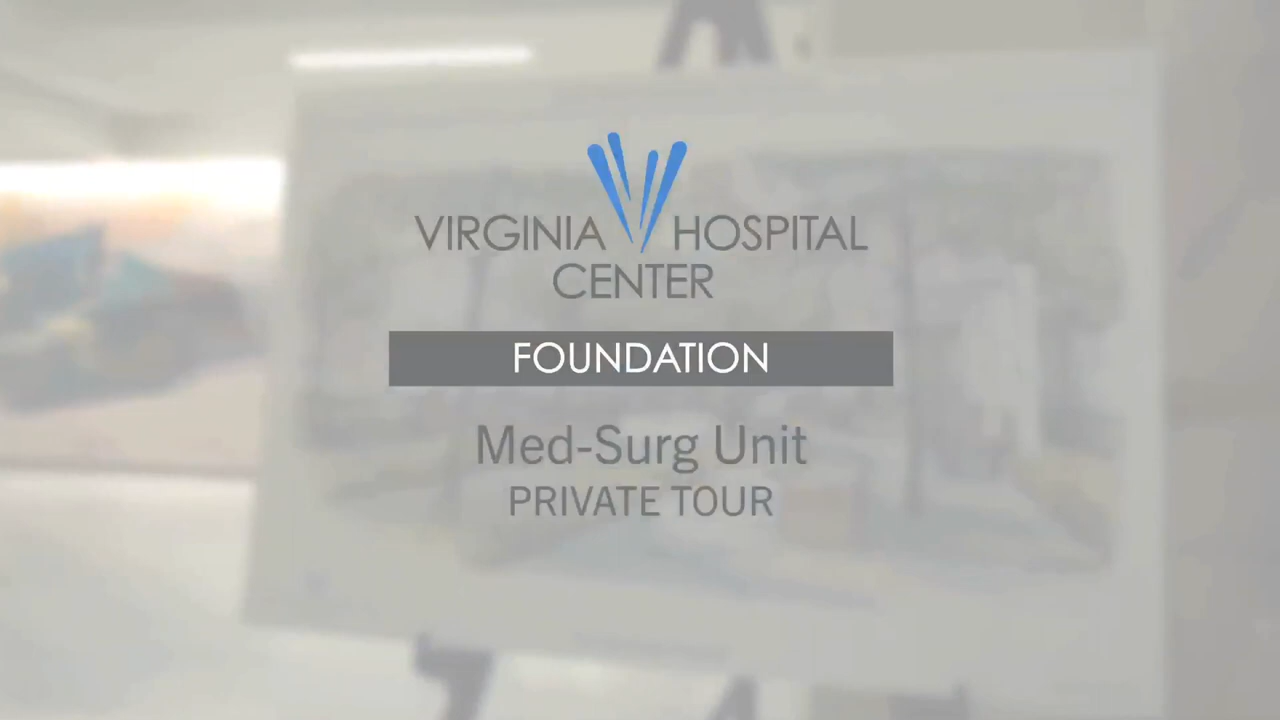 VIRGINIA HOSPITAL
CENTER
FOUNDATION
Med-Surg Unit
PRIVATE TOUR